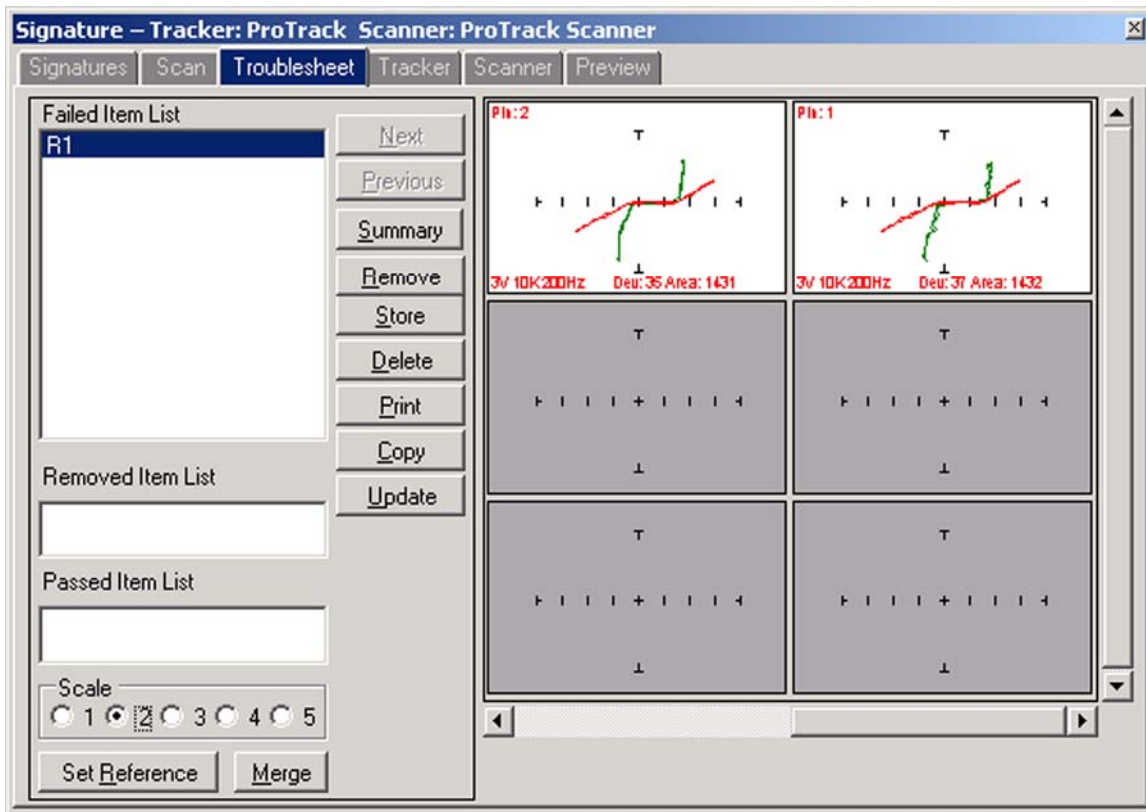 Signature – Tracker: ProTrack Scanner: ProTrack Scanner
Signatures Scan Troublesheet Tracker Scanner Preview
Failed Item List
R1
Next
Previous
Summary
Remove
Store
Delete
Print
Copy
Update
Removed Item List
Passed Item List
Scale
1 2 3 4 5
Set Reference Merge
Pin: 2
3V 10K 200Hz Dev: 35 Area: 1431
Pin: 1
3V 10K 200Hz Dev: 37 Area: 1432